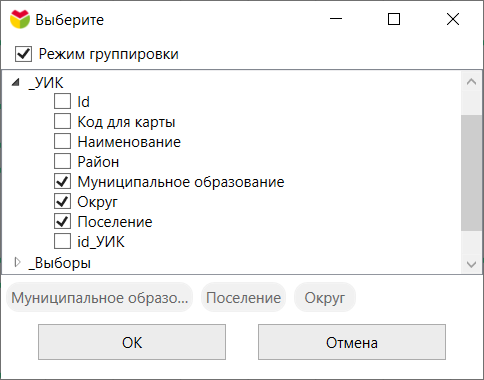 Выберите
Режим группировки
_УИК
Id
Код для карты
Наименование
Район
Муниципальное образование
Округ
Поселение
id_УИК
_Выборы
Муниципальное образо... Поселение Округ
OK Отмена